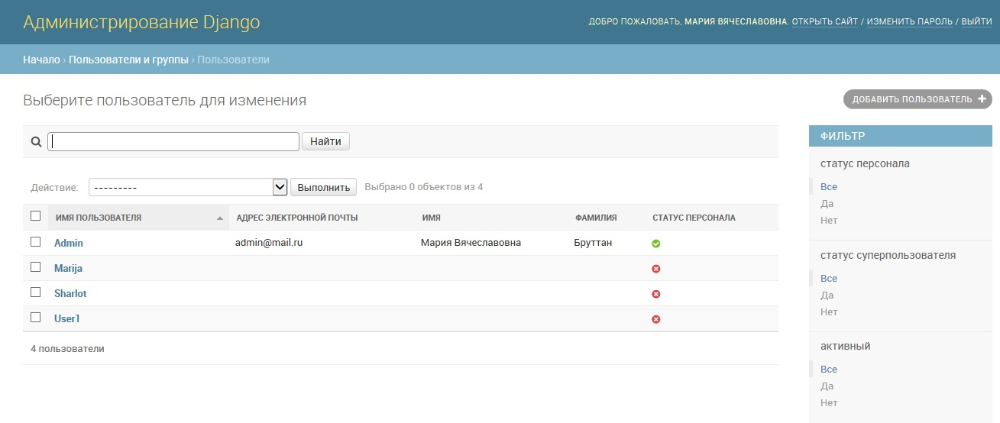 Администрирование Django
ДОБРО ПОЖАЛОВАТЬ, МАРИЯ ВЯЧЕСЛАВОВНА. ОТКРЫТЬ САЙТ / ИЗМЕНИТЬ ПАРОЛЬ / ВЫЙТИ
Начало › Пользователи и группы › Пользователи
Выберите пользователь для изменения
ДОБАВИТЬ ПОЛЬЗОВАТЕЛЬ +
Найти
Действие: --------- Выполнить Выбрано 0 объектов из 4
ИМЯ ПОЛЬЗОВАТЕЛЯ АДРЕС ЭЛЕКТРОННОЙ ПОЧТЫ ИМЯ ФАМИЛИЯ СТАТУС ПЕРСОНАЛА
Admin admin@mail.ru Мария Вячеславовна Бруттан
Marija
Sharlot
User1
4 пользователи
ФИЛЬТР
статус персонала
Все
Да
Нет
статус суперпользователя
Все
Да
Нет
активный
Все
Да
Нет